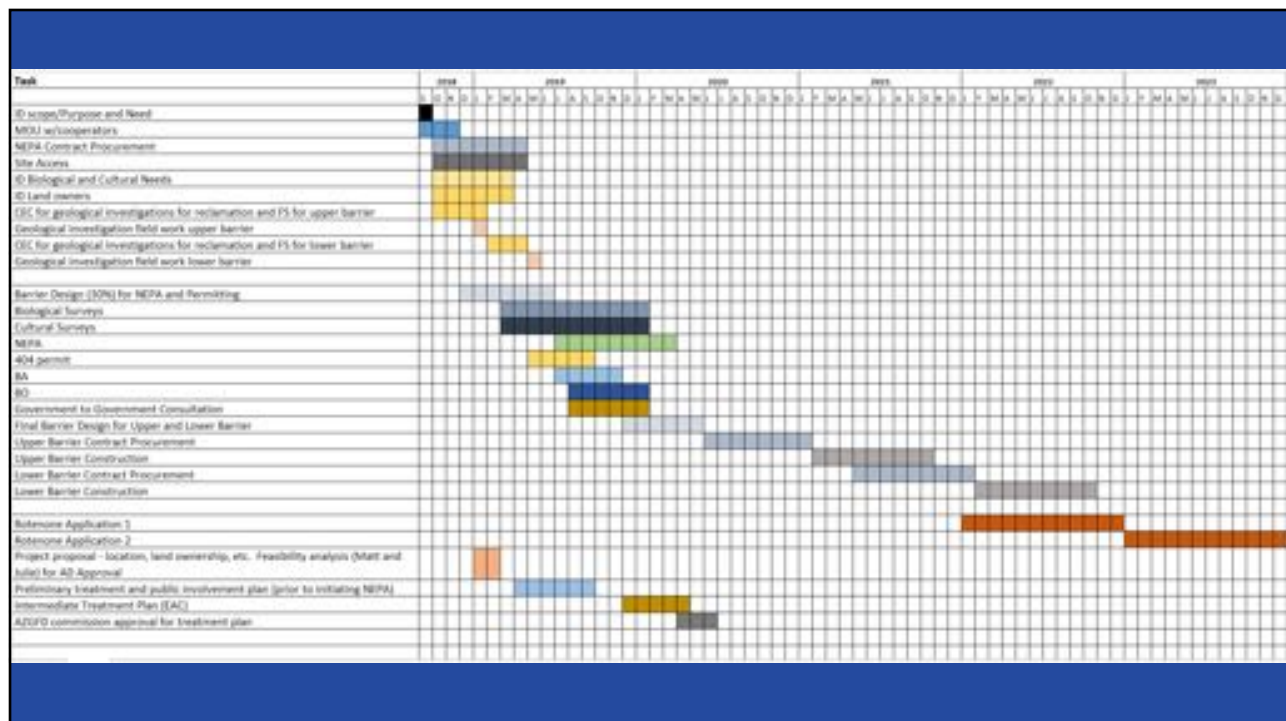 Task 2018 2019 2020 2021 2022 2023
ID scope/Purpose and Need
MOU w/cooperators
NEPA Contract Procurement
Site Access
ID Biological and Cultural Needs
ID Land owners
CEC for geological investigations for reclamation and FS for upper barrier
Geological investigation field work upper barrier
CEC for geological investigations for reclamation and FS for lower barrier
Geological investigation field work lower barrier
Barrier Design (30%) for NEPA and Permitting
Biological Surveys
Cultural Surveys
NEPA
404 permit
BA
BO
Government to Government Consultation
Final Barrier Design for Upper and Lower Barrier
Upper Barrier Contract Procurement
Upper Barrier Construction
Lower Barrier Contract Procurement
Lower Barrier Construction
Rotenone Application 1
Rotenone Application 2
Project proposal - location, land ownership, etc. Feasibility analysis (Matt and
Julie) for AD Approval
Preliminary treatment and public involvement plan (prior to initiating NEPA)
Intermediate Treatment Plan (EAC)
AZGFD commission approval for treatment plan